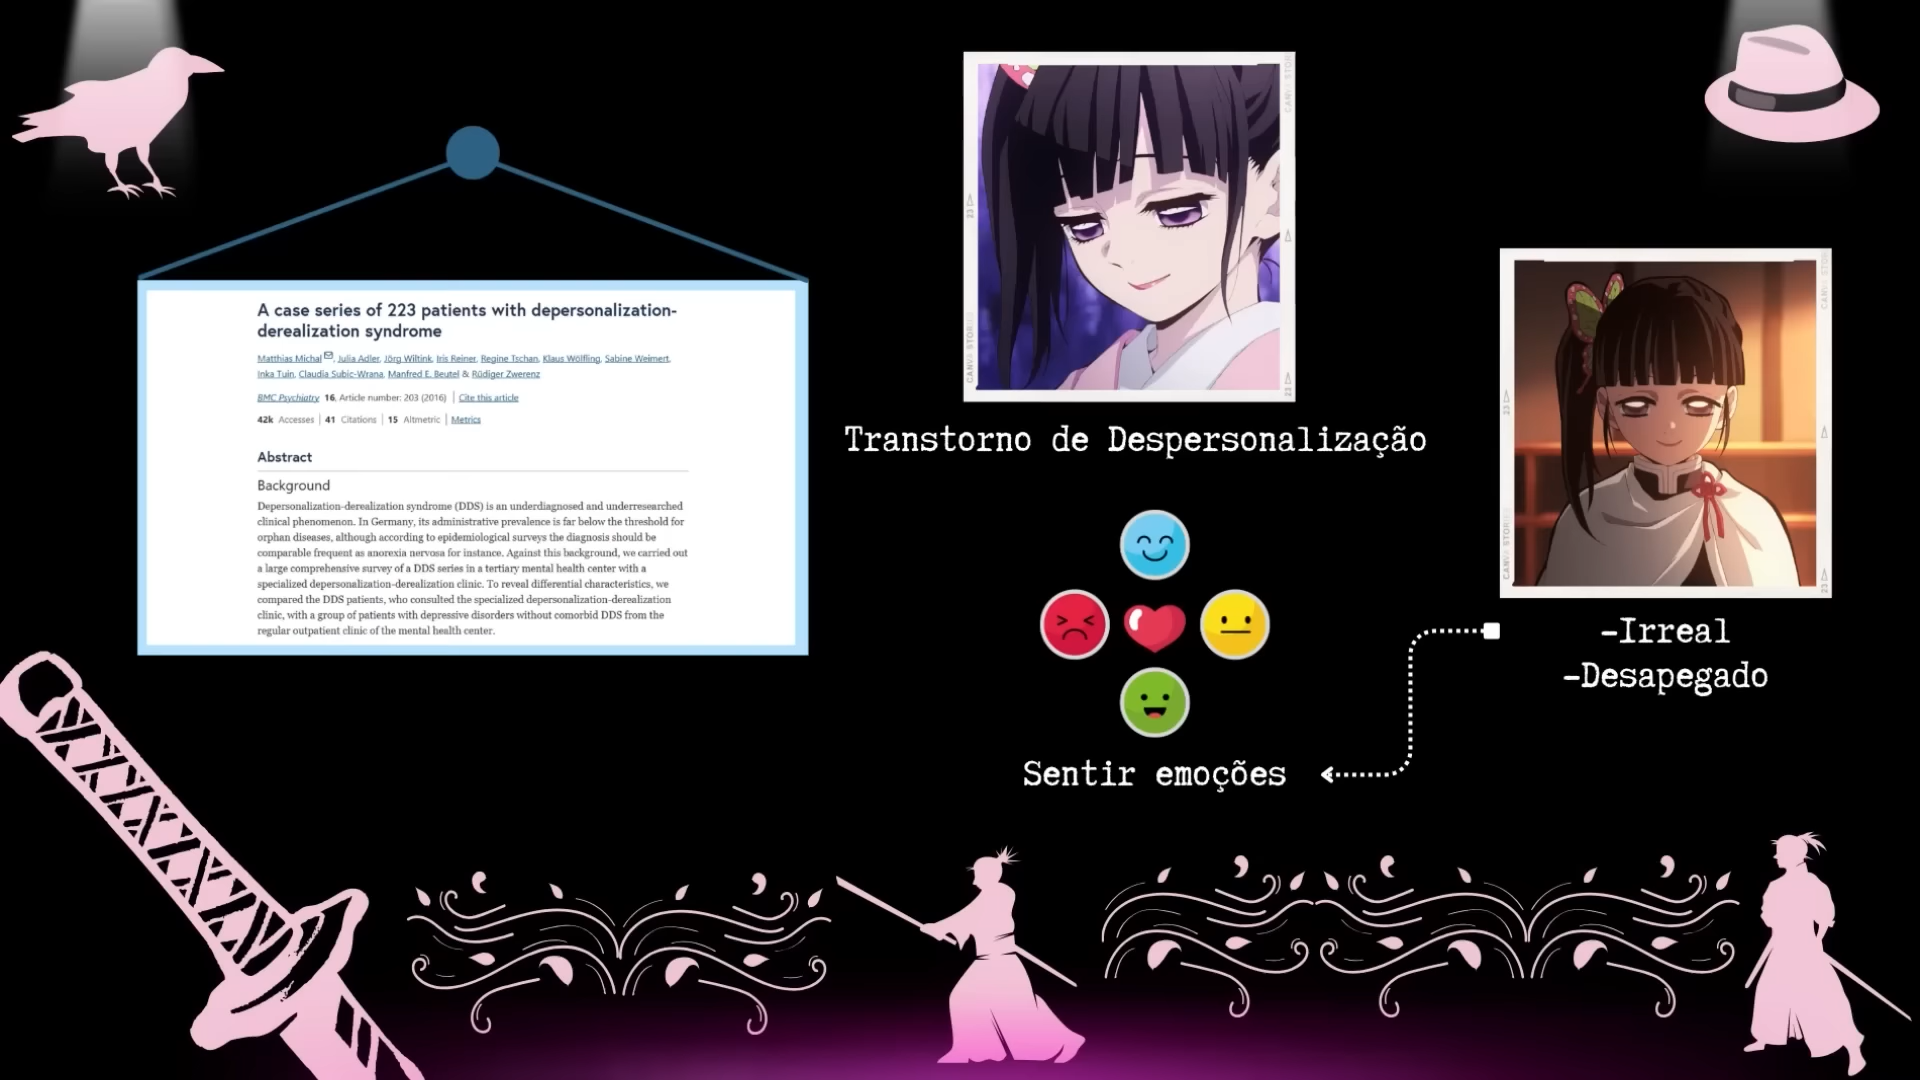 A case series of 223 patients with depersonalization-
derealization syndrome
Matthias Michal, Julia Adler, Jörg Wiltink, Iris Reiner, Regine Tschan, Klaus Wölfling, Sabine Weimert,
Inka Tuin, Claudia Subic-Wrana, Manfred E. Beutel & Rüdiger Zwerenz
BMC Psychiatry 16, Article number: 203 (2016) | Cite this article
42k Accesses | 41 Citations | 15 Altmetric | Metrics
Abstract
Background
Depersonalization-derealization syndrome (DDS) is an underdiagnosed and underresearched
clinical phenomenon. In Germany, its administrative prevalence is far below the threshold for
orphan diseases, although according to epidemiological surveys the diagnosis should be
comparable frequent as anorexia nervosa for instance. Against this background, we carried out
a large comprehensive survey of a DDS series in a tertiary mental health center with a
specialized depersonalization-derealization clinic. To reveal differential characteristics, we
compared the DDS patients, who consulted the specialized depersonalization-derealization
clinic, with a group of patients with depressive disorders without comorbid DDS from the
regular outpatient clinic of the mental health center.
CANVA STORIES
23
23
Transtorno de Despersonalização
CANVA STORIES
23
23
-Irreal
-Desapegado
Sentir emoções